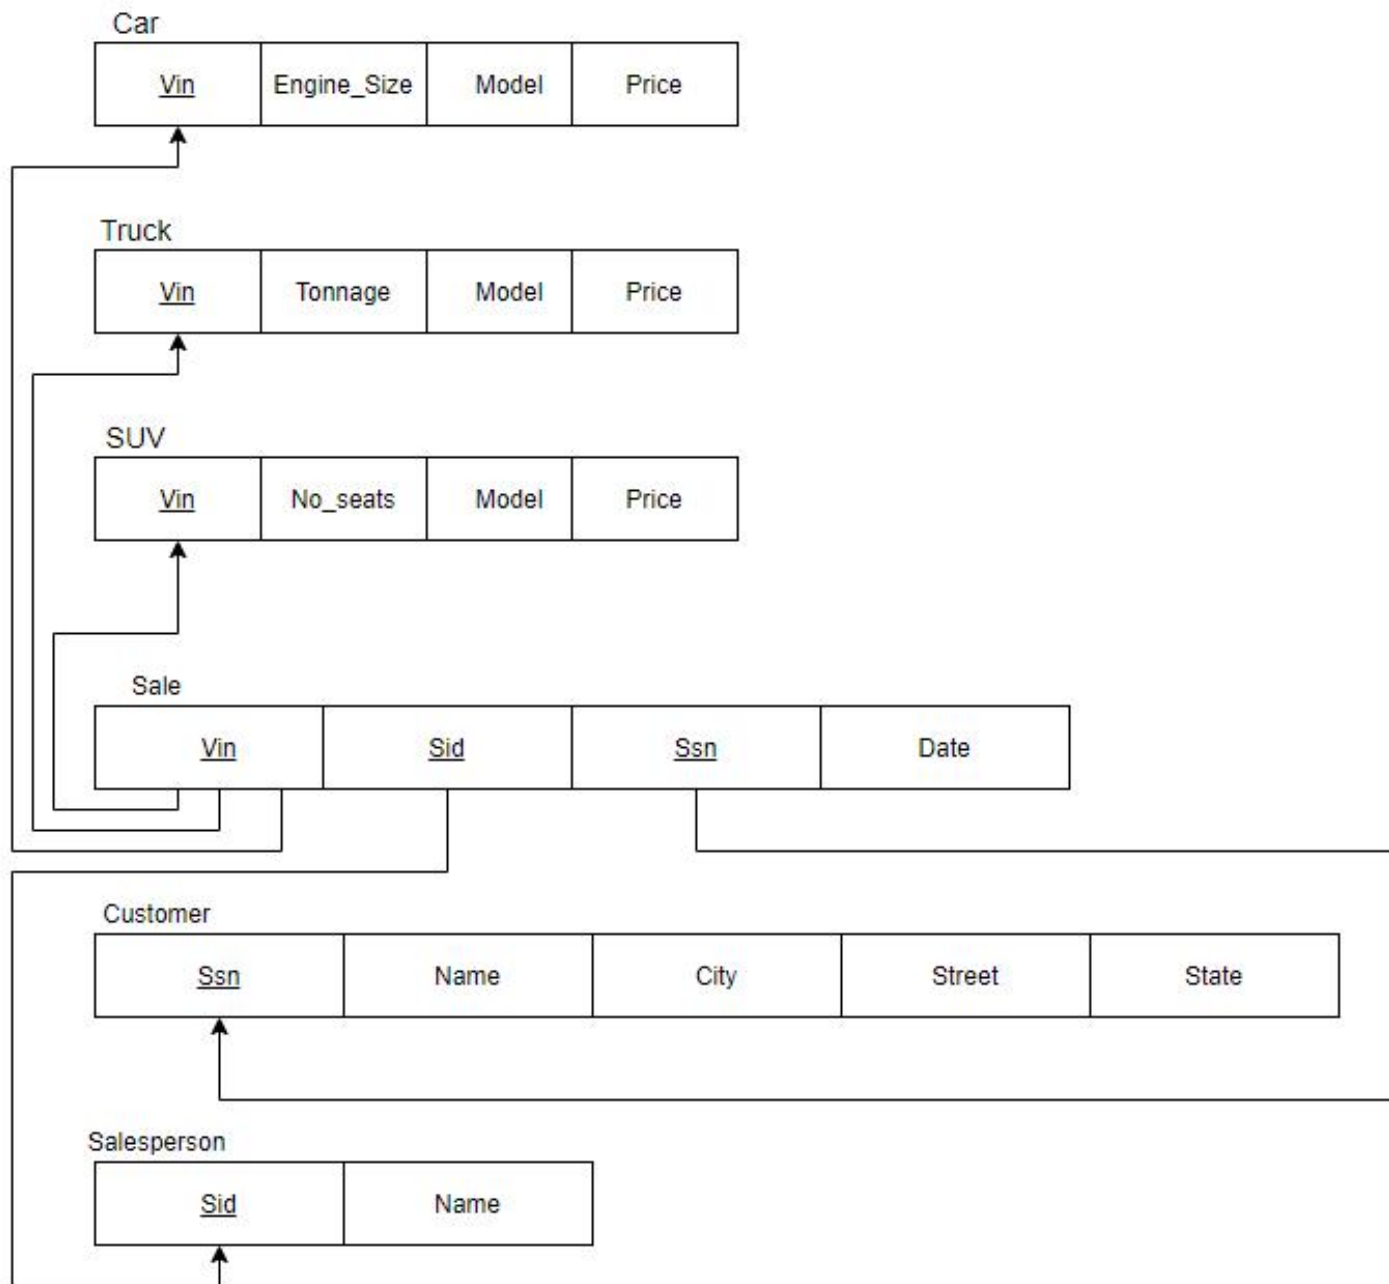 Car
Vin Engine_Size Model Price
Truck
Vin Tonnage Model Price
SUV
Vin No_seats Model Price
Sale
Vin Sid Ssn Date
Customer
Ssn Name City Street State
Salesperson
Sid Name